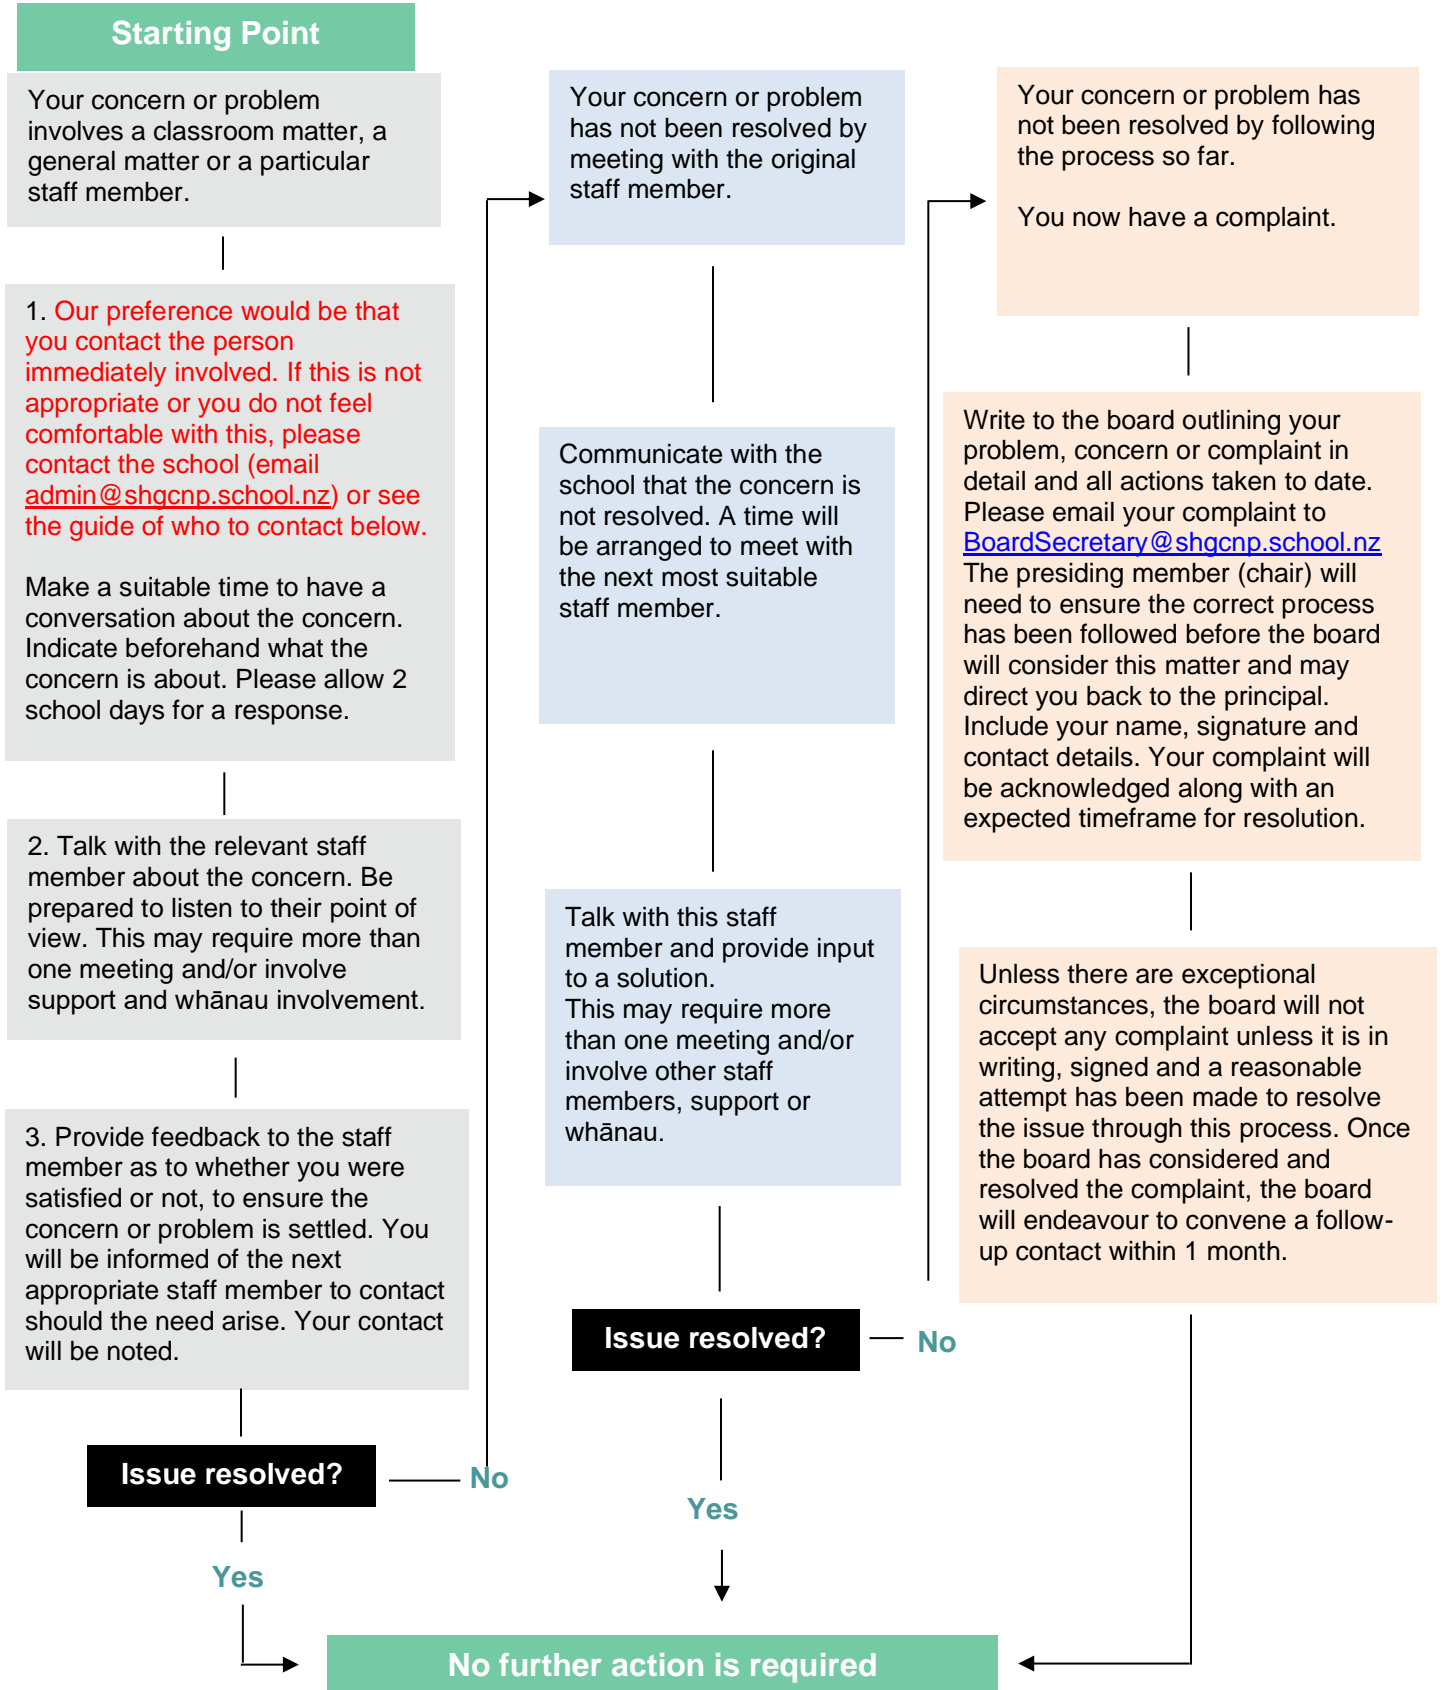 Starting Point
Your concern or problem
involves a classroom matter, a
general matter or a particular
staff member.
1. Our preference would be that
you contact the person
immediately involved. If this is not
appropriate or you do not feel
comfortable with this, please
contact the school (email
admin@shgcnp.school.nz) or see
the guide of who to contact below.
Make a suitable time to have a
conversation about the concern.
Indicate beforehand what the
concern is about. Please allow 2
school days for a response.
2. Talk with the relevant staff
member about the concern. Be
prepared to listen to their point of
view. This may require more than
one meeting and/or involve
support and whānau involvement.
3. Provide feedback to the staff
member as to whether you were
satisfied or not, to ensure the
concern or problem is settled. You
will be informed of the next
appropriate staff member to contact
should the need arise. Your contact
will be noted.
Issue resolved?
No
Yes
Your concern or problem
has not been resolved by
meeting with the original
staff member.
Communicate with the
school that the concern is
not resolved. A time will
be arranged to meet with
the next most suitable
staff member.
Talk with this staff
member and provide input
to a solution.
This may require more
than one meeting and/or
involve other staff
members, support or
whānau.
Issue resolved?
No
Yes
Your concern or problem has
not been resolved by following
the process so far.
You now have a complaint.
Write to the board outlining your
problem, concern or complaint in
detail and all actions taken to date.
Please email your complaint to
BoardSecretary@shgcnp.school.nz
The presiding member (chair) will
need to ensure the correct process
has been followed before the board
will consider this matter and may
direct you back to the principal.
Include your name, signature and
contact details. Your complaint will
be acknowledged along with an
expected timeframe for resolution.
Unless there are exceptional
circumstances, the board will not
accept any complaint unless it is in
writing, signed and a reasonable
attempt has been made to resolve
the issue through this process. Once
the board has considered and
resolved the complaint, the board
will endeavour to convene a follow-
up contact within 1 month.
No further action is required